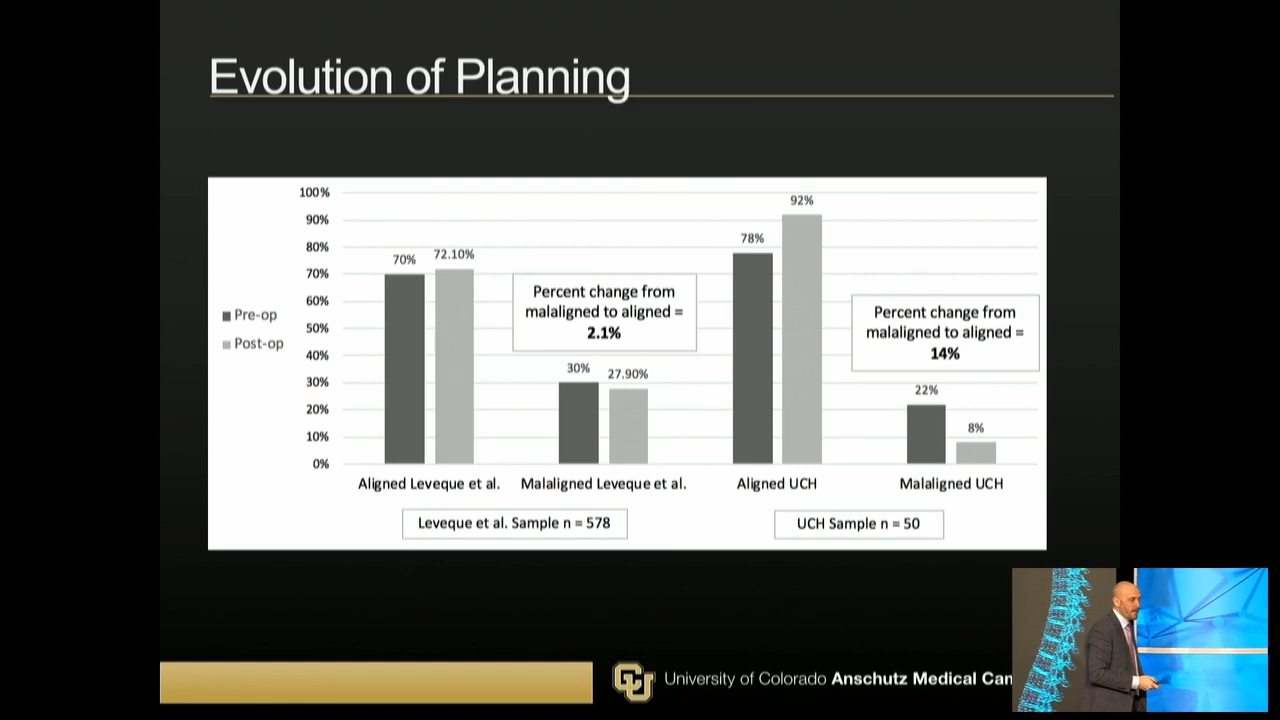 Evolution of Planning
100%
90%
80%
70%
60%
50%
40%
30%
20%
10%
0%
Pre-op
Post-op
70%
72.10%
30%
27.90%
78%
92%
22%
8%
Percent change from
malaligned to aligned =
2.1%
Percent change from
malaligned to aligned =
14%
Aligned Leveque et al.
Malaligned Leveque et al.
Aligned UCH
Malaligned UCH
Leveque et al. Sample n = 578
UCH Sample n = 50
CU
University of Colorado Anschutz Medical